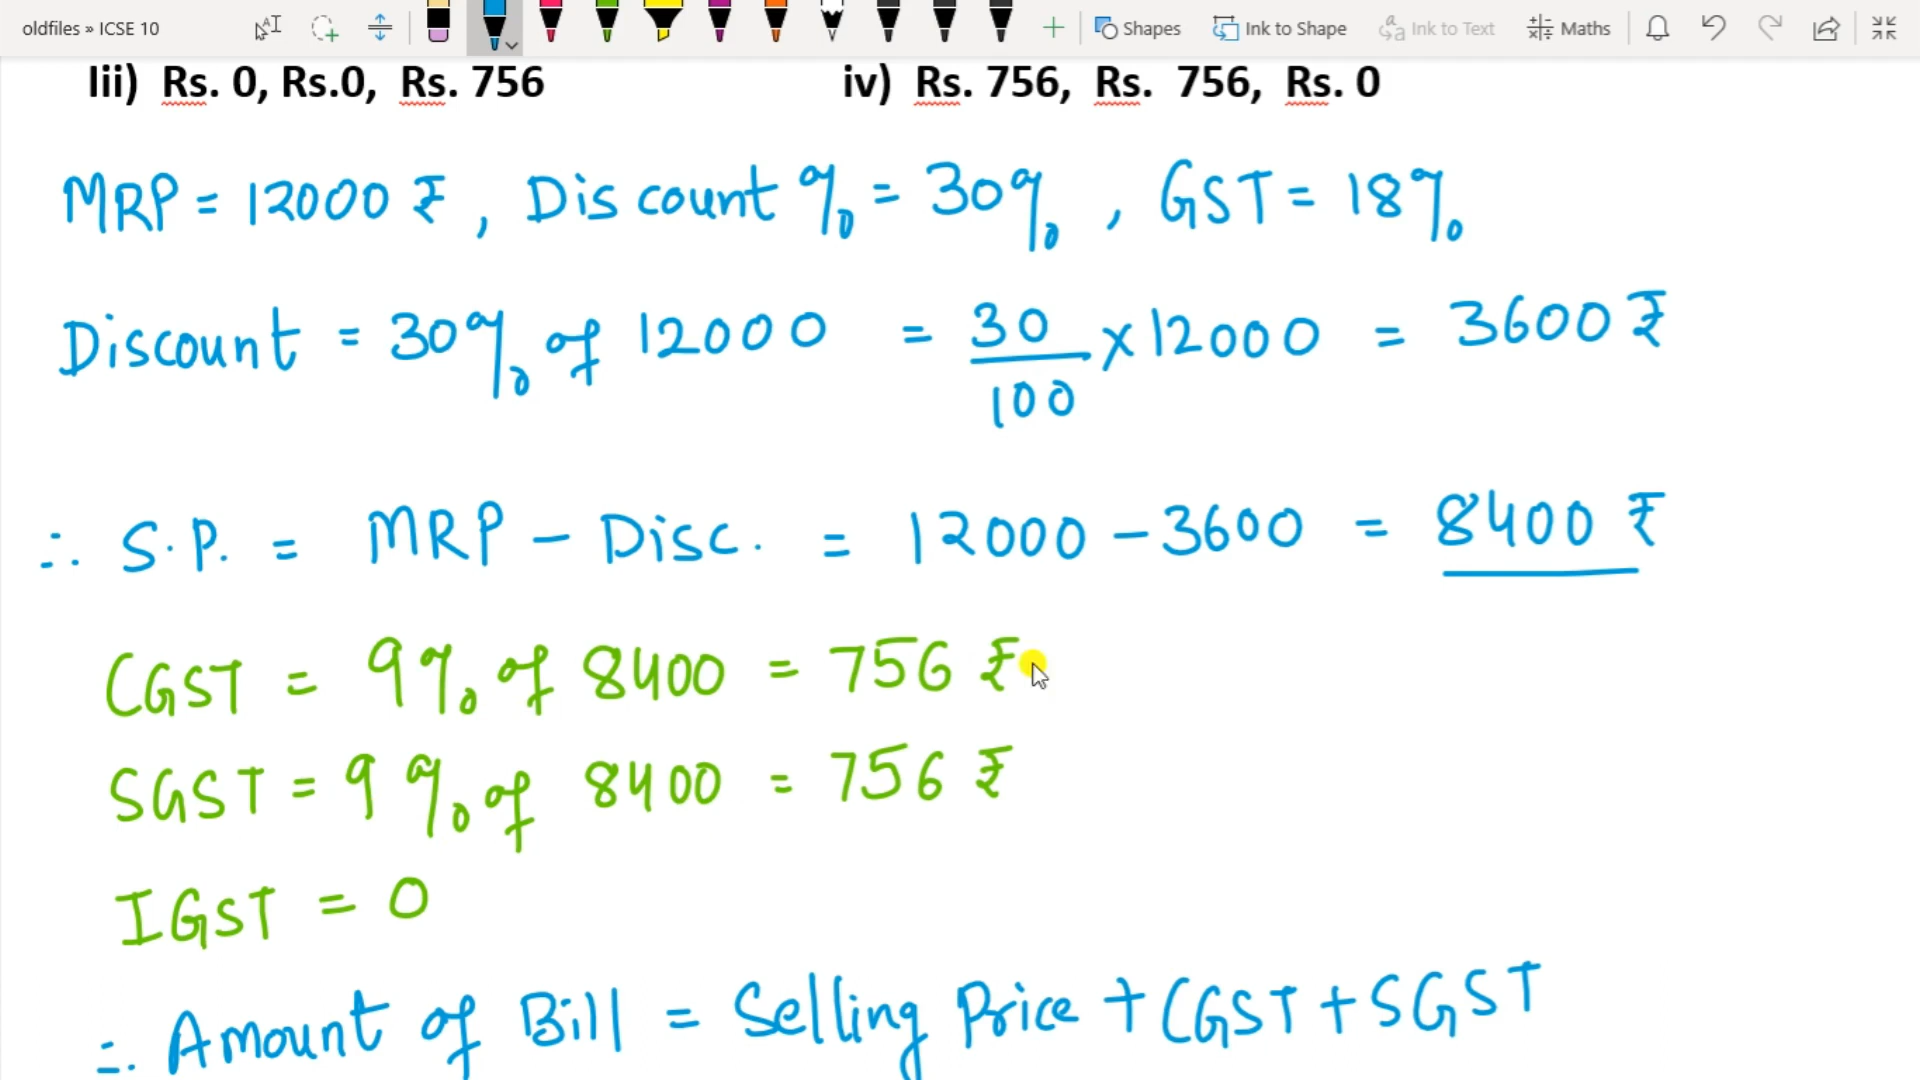 oldfiles » ICSE 10 Shapes Ink to Shape Ink to Text Maths
Iii) Rs. 0, Rs.0, Rs. 756 iv) Rs. 756, Rs. 756, Rs. 0
MRP = 12000 ₹, Discount % = 30%, GST = 18%
Discount = 30% of 12000 = 30/100 × 12000 = 3600 ₹
∴ S.P. = MRP - Disc. = 12000 - 3600 = 8400 ₹
CGST = 9% of 8400 = 756 ₹
SGST = 9% of 8400 = 756 ₹
IGST = 0
∴ Amount of Bill = Selling Price + CGST + SGST